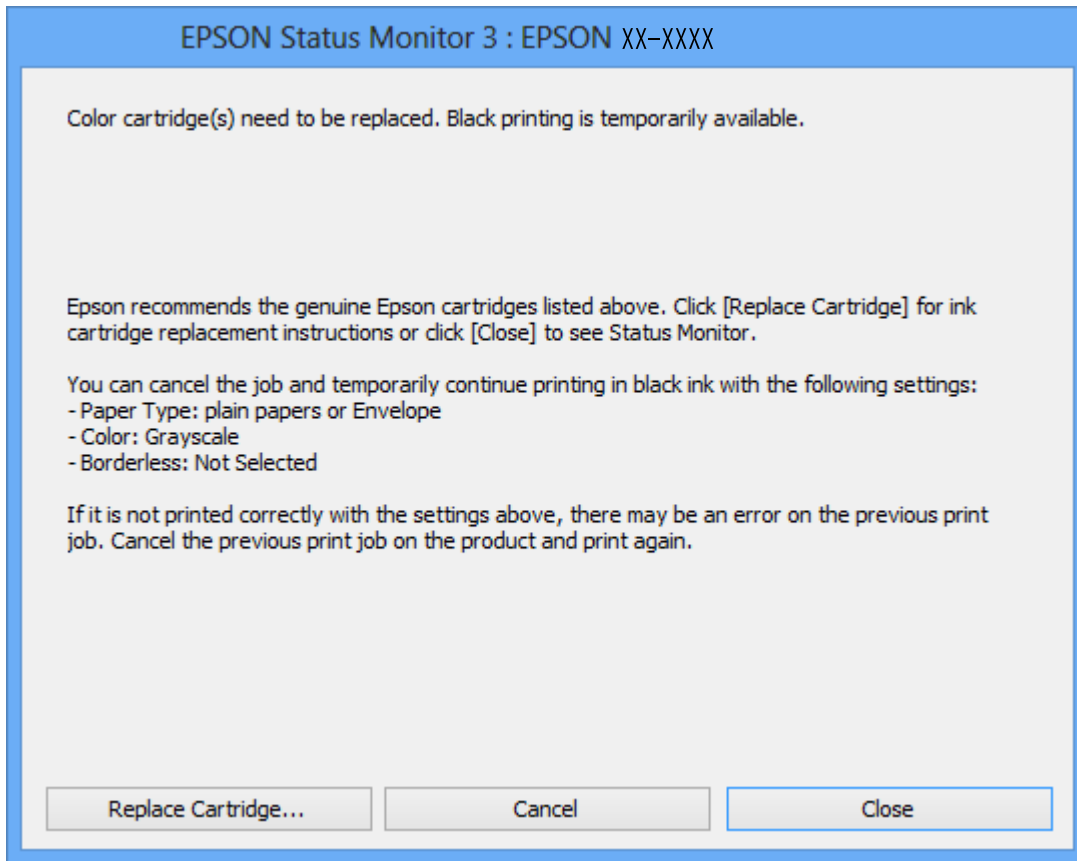 EPSON Status Monitor 3 : EPSON XX-XXXX
Color cartridge(s) need to be replaced. Black printing is temporarily available.
Epson recommends the genuine Epson cartridges listed above. Click [Replace Cartridge] for ink
cartridge replacement instructions or click [Close] to see Status Monitor.
You can cancel the job and temporarily continue printing in black ink with the following settings:
- Paper Type: plain papers or Envelope
- Color: Grayscale
- Borderless: Not Selected
If it is not printed correctly with the settings above, there may be an error on the previous print
job. Cancel the previous print job on the product and print again.
Replace Cartridge...
Cancel
Close